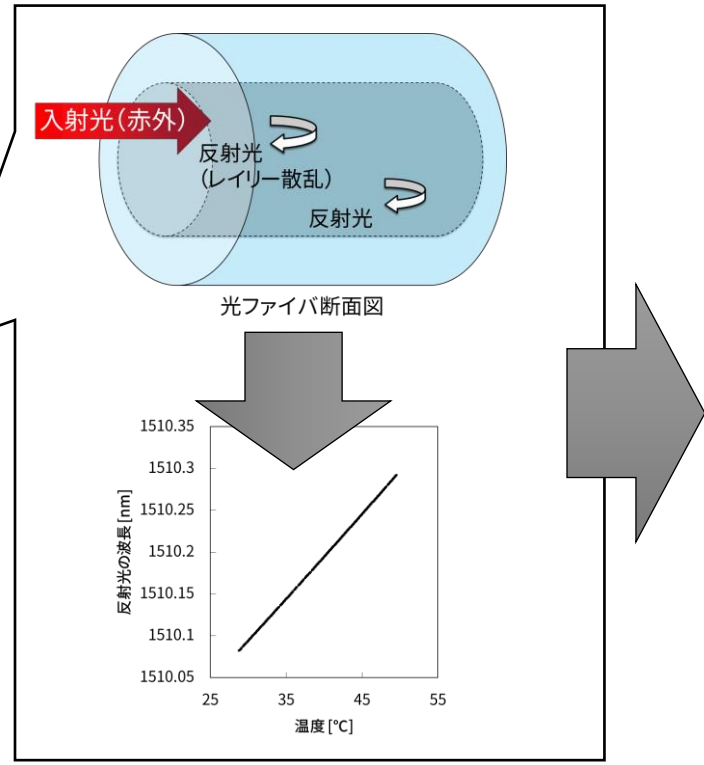 入射光(赤外)
反射光
(レイリー散乱)
反射光
光ファイバ断面図
1510.35
1510.3
1510.25
1510.2
1510.15
1510.1
1510.05
反射光の波長[nm]
25 35 45 55
温度[℃]